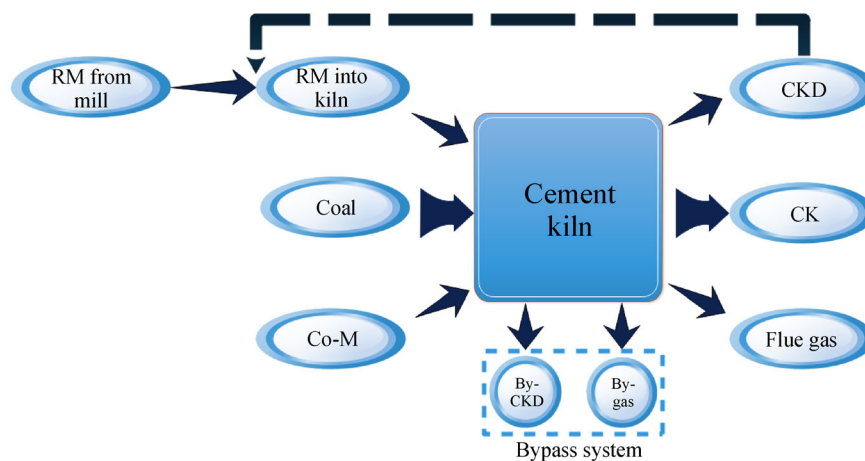 RM from
mill
RM into
kiln
CKD
Coal
Cement
kiln
CK
Co-M
Flue gas
By-
CKD
By-
gas
Bypass system